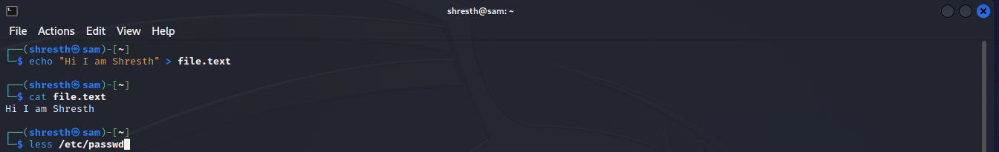 shresth@sam: ~
File Actions Edit View Help
┌──(shresth㉿sam)-[~]
└─$ echo "Hi I am Shresth" > file.text
┌──(shresth㉿sam)-[~]
└─$ cat file.text
Hi I am Shresth
┌──(shresth㉿sam)-[~]
└─$ less /etc/passwd